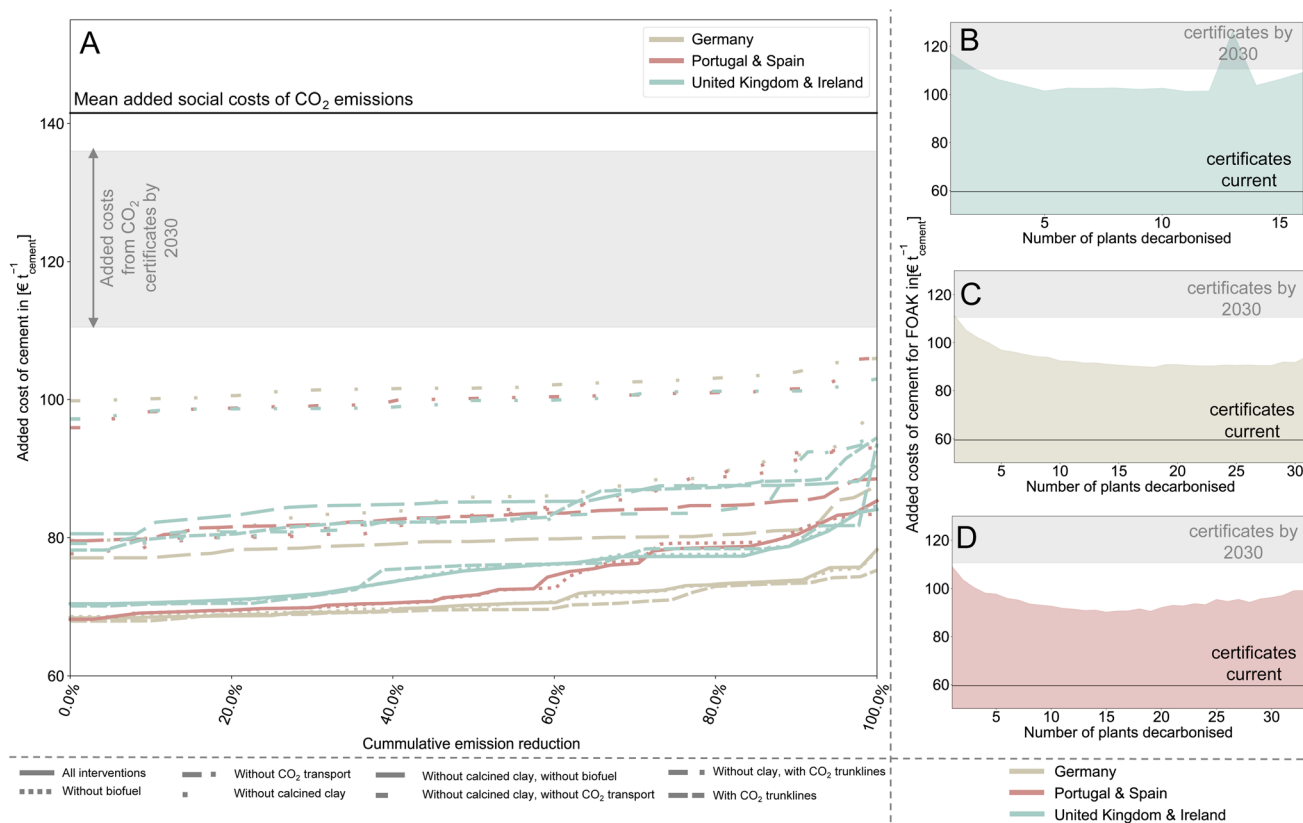 A
Germany
Portugal & Spain
United Kingdom & Ireland
Mean added social costs of CO2 emissions
140
120
100
80
60
Added costs
from CO2
certificates by
2030
Added cost of cement in [€ t⁻¹cement]
0.0%
20.0%
40.0%
60.0%
80.0%
100.0%
Cummulative emission reduction
All interventions
Without biofuel
Without CO2 transport
Without calcined clay
Without calcined clay, without biofuel
Without calcined clay, without CO2 transport
Without clay, with CO2 trunklines
With CO2 trunklines
Added costs of cement for FOAK in[€ t⁻¹cement]
B
certificates by
2030
certificates
current
120
100
80
60
5
10
15
Number of plants decarbonised
C
certificates by
2030
certificates
current
120
100
80
60
5
10
15
20
25
30
Number of plants decarbonised
D
certificates by
2030
certificates
current
120
100
80
60
5
10
15
20
25
30
Number of plants decarbonised
Germany
Portugal & Spain
United Kingdom & Ireland